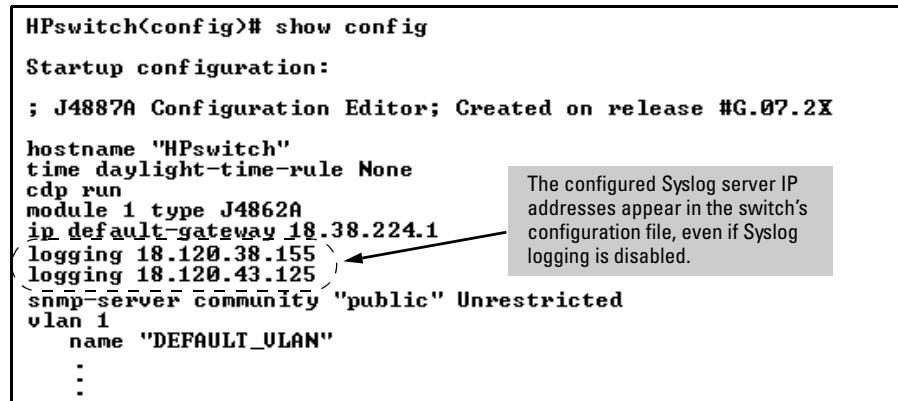 HPswitch(config)# show config
Startup configuration:
; J4887A Configuration Editor; Created on release #G.07.2X
hostname "HPswitch"
time daylight-time-rule None
cdp run
module 1 type J4862A
ip default-gateway 18.38.224.1
logging 18.120.38.155
logging 18.120.43.125
snmp-server community "public" Unrestricted
vlan 1
name "DEFAULT_VLAN"
.
.
.
The configured Syslog server IP
addresses appear in the switch's
configuration file, even if Syslog
logging is disabled.